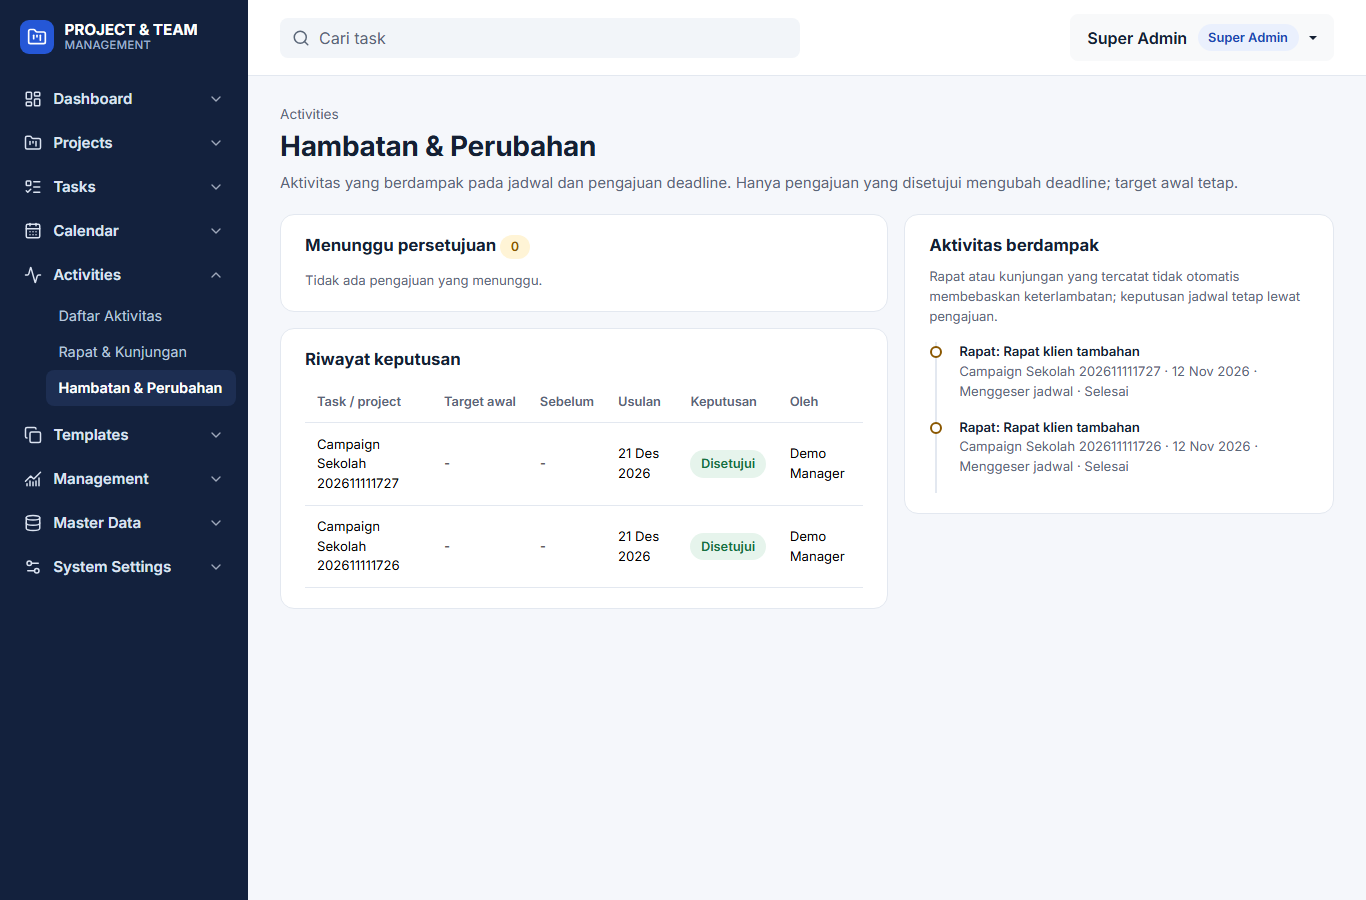 PROJECT & TEAM
MANAGEMENT
Dashboard
Projects
Tasks
Calendar
Activities
Daftar Aktivitas
Rapat & Kunjungan
Hambatan & Perubahan
Templates
Management
Master Data
System Settings
Cari task
Super Admin Super Admin
Activities
Hambatan & Perubahan
Aktivitas yang berdampak pada jadwal dan pengajuan deadline. Hanya pengajuan yang disetujui mengubah deadline; target awal tetap.
Menunggu persetujuan 0
Tidak ada pengajuan yang menunggu.
Riwayat keputusan
Task / project Target awal Sebelum Usulan Keputusan Oleh
Campaign
Sekolah
202611111727
-
-
21 Des
2026
Disetujui
Demo
Manager
Campaign
Sekolah
202611111726
-
-
21 Des
2026
Disetujui
Demo
Manager
Aktivitas berdampak
Rapat atau kunjungan yang tercatat tidak otomatis
membebaskan keterlambatan; keputusan jadwal tetap lewat
pengajuan.
Rapat: Rapat klien tambahan
Campaign Sekolah 202611111727 · 12 Nov 2026 ·
Menggeser jadwal · Selesai
Rapat: Rapat klien tambahan
Campaign Sekolah 202611111726 · 12 Nov 2026 ·
Menggeser jadwal · Selesai